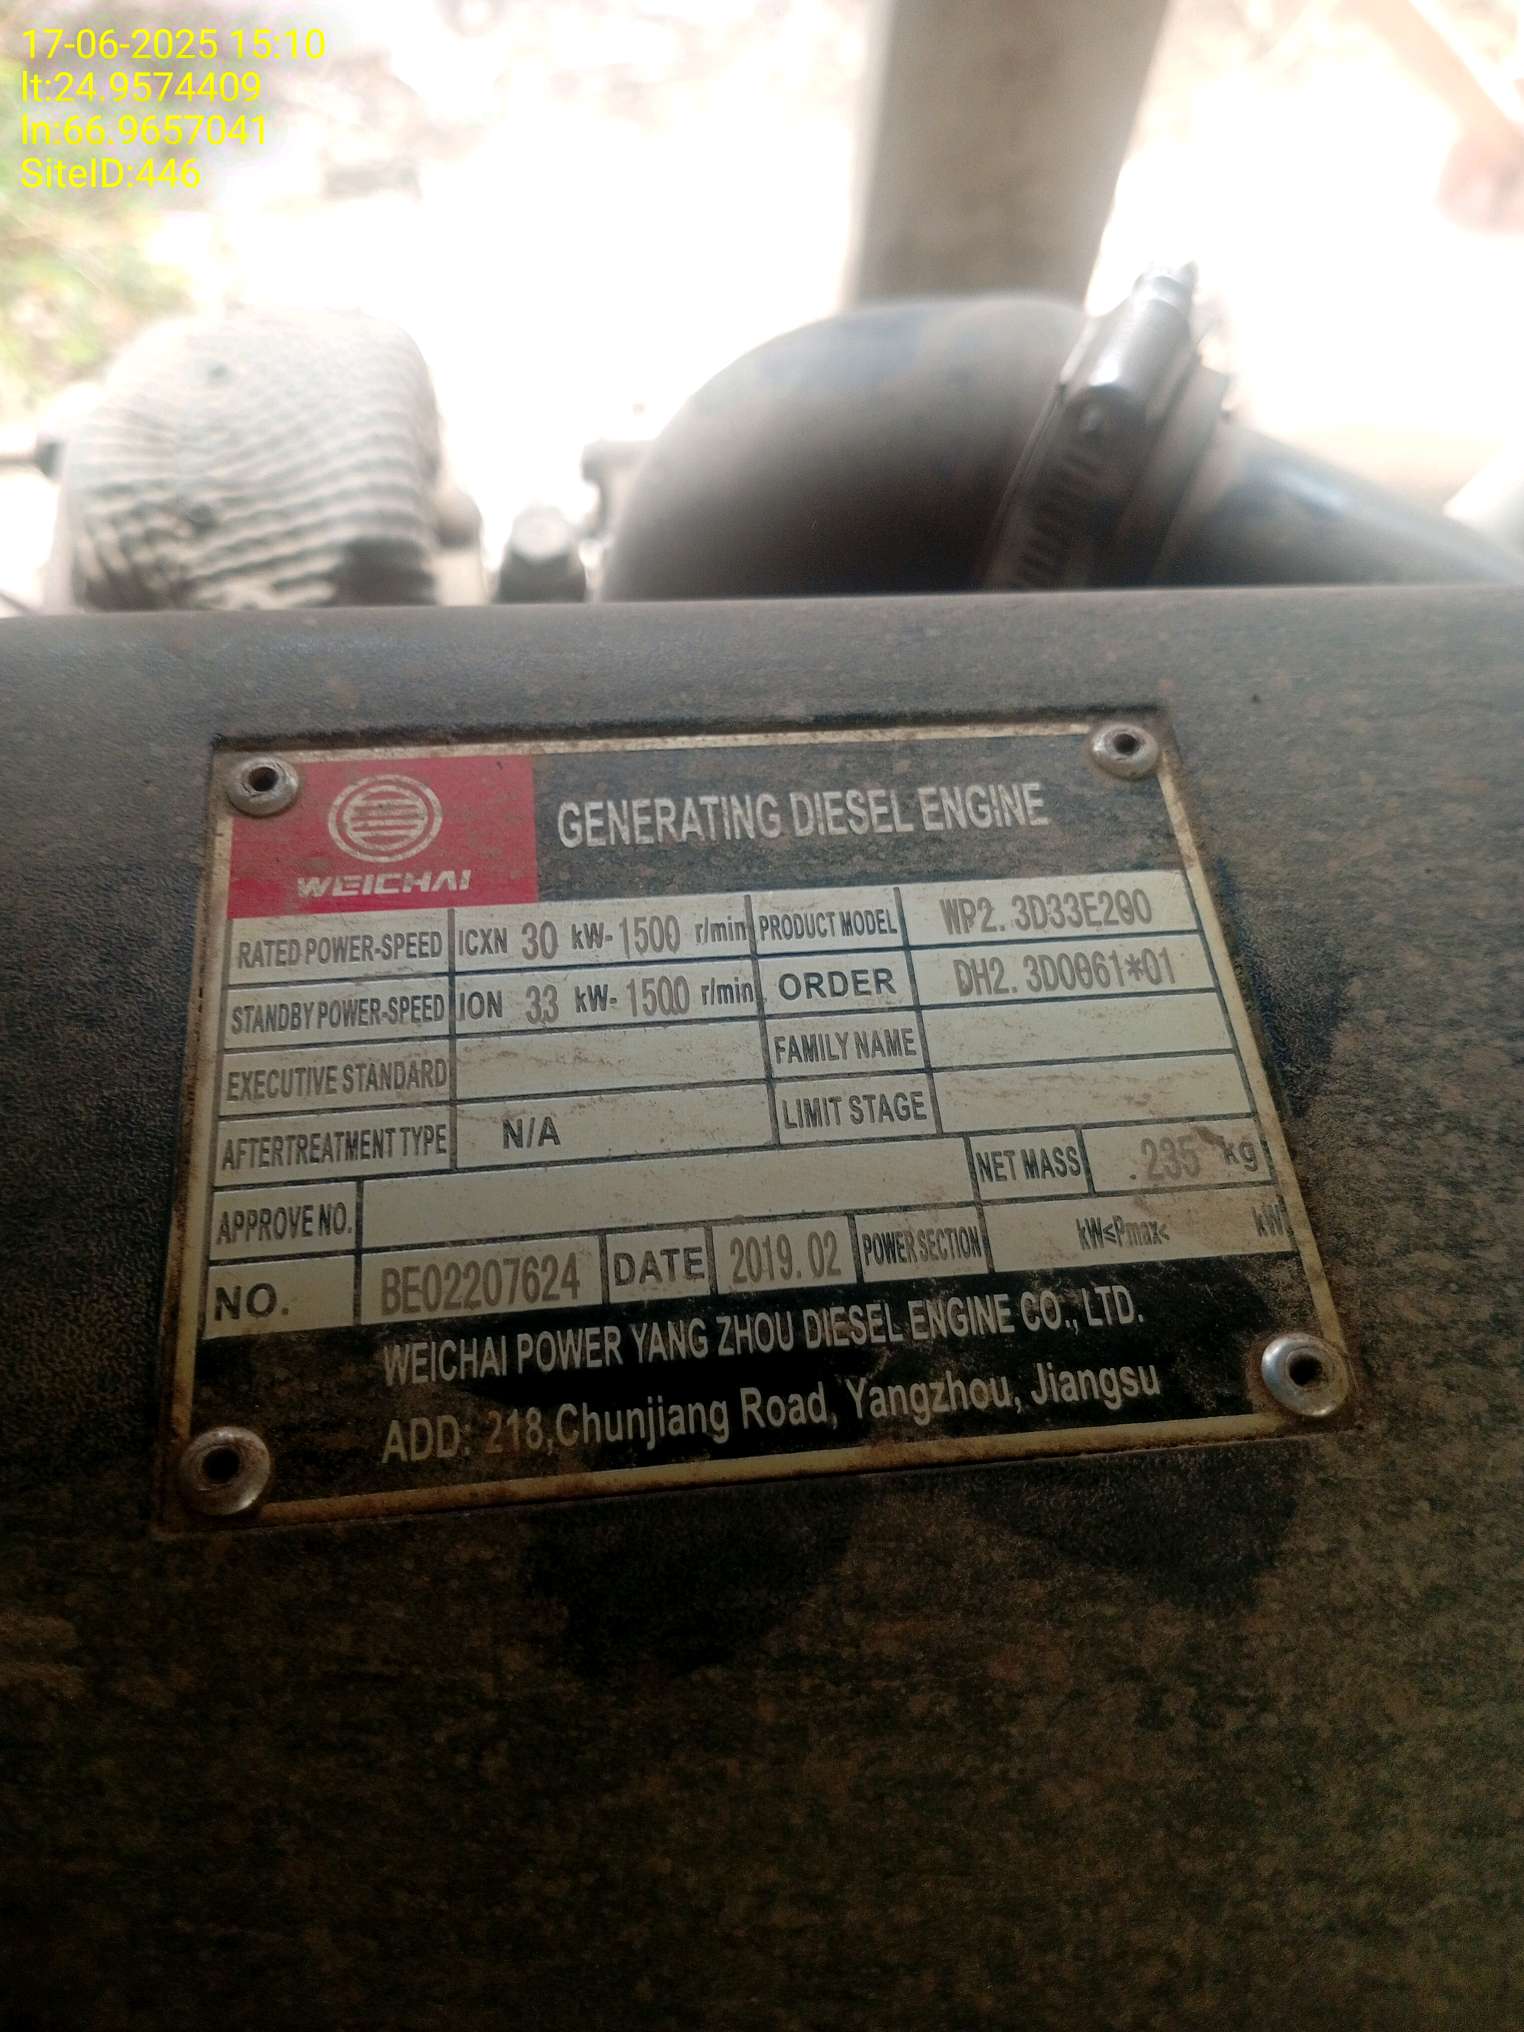 17-06-2025 15:10
lt:24.9574409
ln:66.9657041
SiteID:446
WEICHAI
GENERATING DIESEL ENGINE
RATED POWER-SPEED ICXN 30 kW- 1500 r/min PRODUCT MODEL WP2. 3D33E200
STANDBY POWER-SPEED ION 33 kW- 1500 r/min ORDER DH2. 3D0061*01
EXECUTIVE STANDARD FAMILY NAME
AFTERTREATMENT TYPE N/A LIMIT STAGE
APPROVE NO. NET MASS 235 kg
NO. BE02207624 DATE 2019. 02 POWER SECTION kW≤Pmax< kW
WEICHAI POWER YANG ZHOU DIESEL ENGINE CO., LTD.
ADD: 218,Chunjiang Road, Yangzhou, Jiangsu